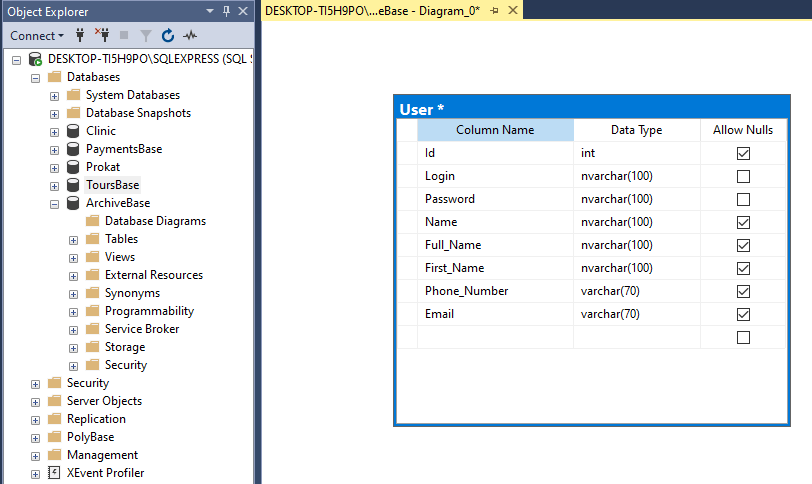 Object Explorer
Connect
DESKTOP-TI5H9PO\SQLEXPRESS (SQL S
Databases
System Databases
Database Snapshots
Clinic
PaymentsBase
Prokat
ToursBase
ArchiveBase
Database Diagrams
Tables
Views
External Resources
Synonyms
Programmability
Service Broker
Storage
Security
Security
Server Objects
Replication
PolyBase
Management
XEvent Profiler
DESKTOP-TI5H9PO\...eBase - Diagram_0*
User *
Column Name Data Type Allow Nulls
Id int
Login nvarchar(100)
Password nvarchar(100)
Name nvarchar(100)
Full_Name nvarchar(100)
First_Name nvarchar(100)
Phone_Number varchar(70)
Email varchar(70)